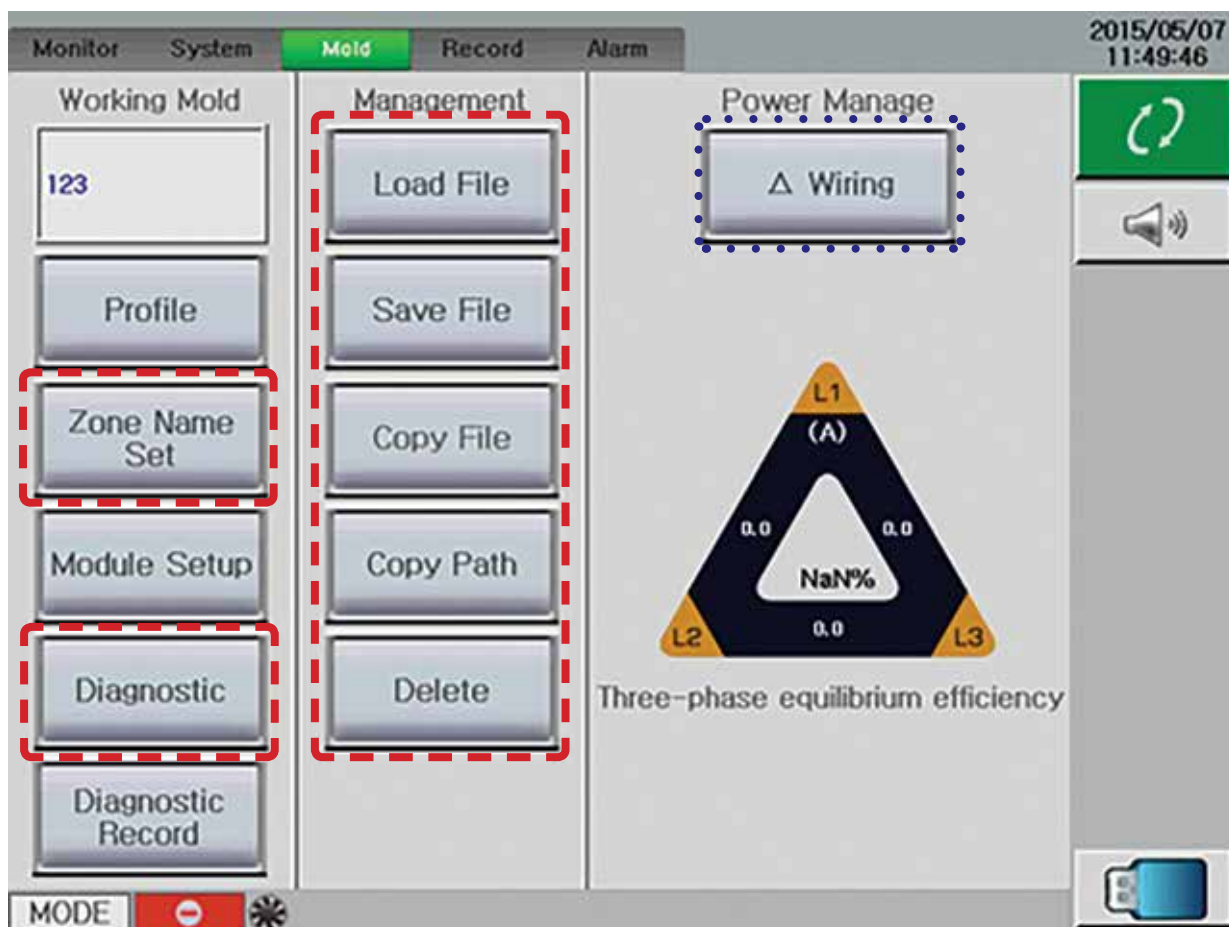 Monitor System Mold Record Alarm
2015/05/07
11:49:46
Working Mold
123
Profile
Zone Name
Set
Module Setup
Diagnostic
Diagnostic
Record
Management
Load File
Save File
Copy File
Copy Path
Delete
Power Manage
Δ Wiring
L1
(A)
0.0 0.0
NaN%
L2 0.0 L3
Three-phase equilibrium efficiency
MODE